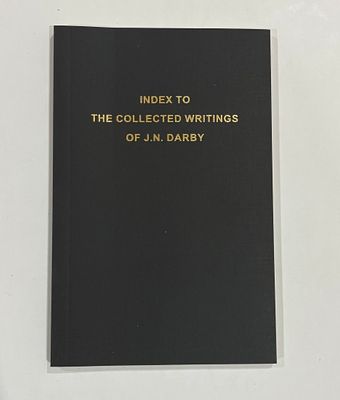 INDEX TO
THE COLLECTED WRITINGS
OF J.N. DARBY